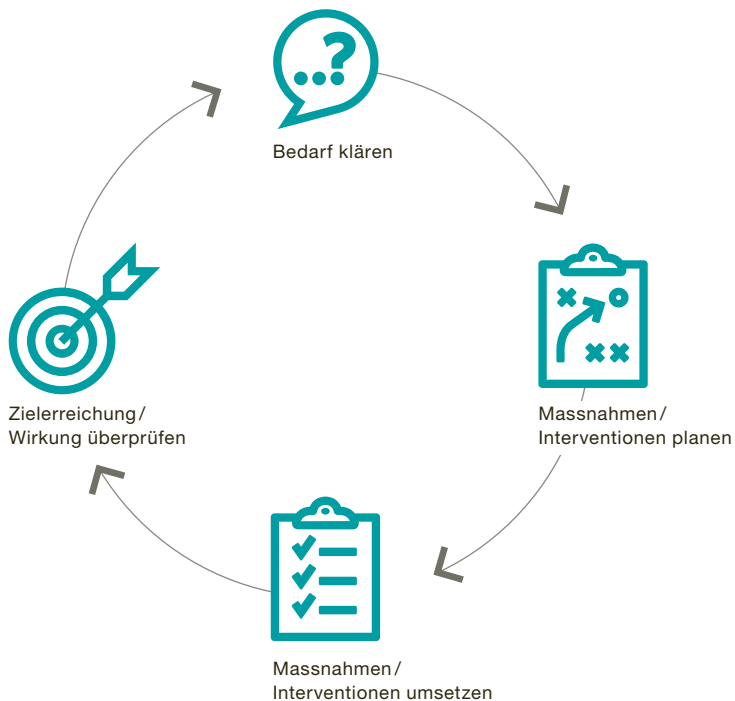 ...?
Bedarf klären
Massnahmen/
Interventionen planen
Massnahmen/
Interventionen umsetzen
Zielerreichung/
Wirkung überprüfen